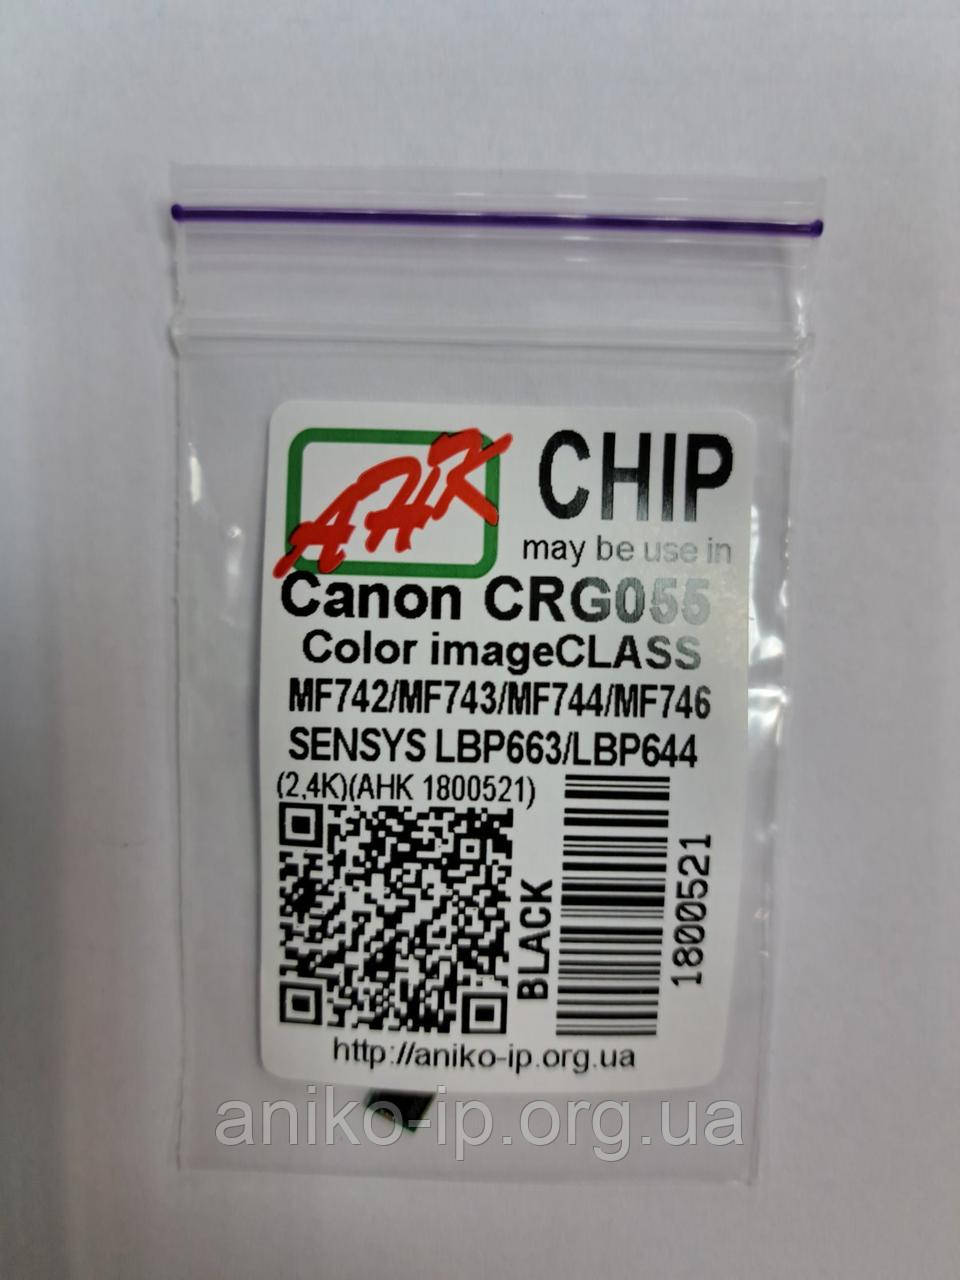 AHK
CHIP
may be use in
Canon CRG055
Color imageCLASS
MF742/MF743/MF744/MF746
SENSYS LBP663/LBP644
(2,4K)(AHK 1800521)
BLACK
1800521
http://aniko-ip.org.ua
aniko-ip.org.ua